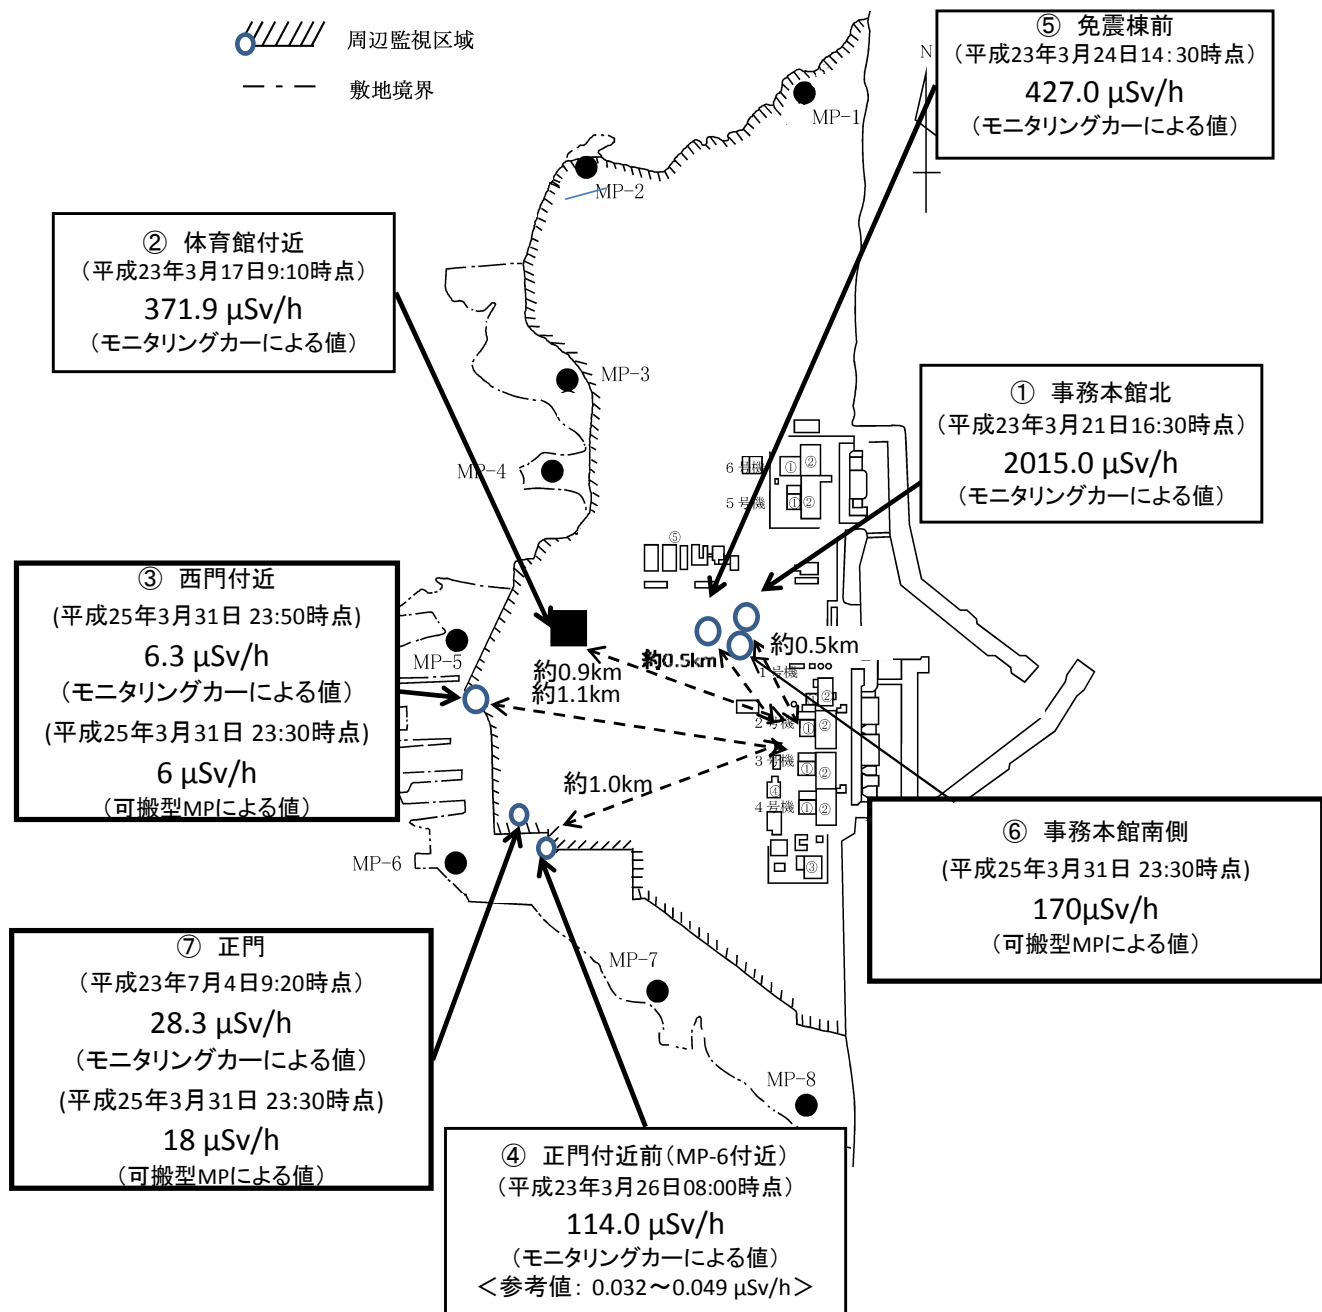 周辺監視区域
敷地境界
⑤ 免震棟前
（平成23年3月24日14:30時点）
427.0 μSv/h
（モニタリングカーによる値）
N
MP-1
MP-2
② 体育館付近
（平成23年3月17日9:10時点）
371.9 μSv/h
（モニタリングカーによる値）
MP-3
① 事務本館北
（平成23年3月21日16:30時点）
2015.0 μSv/h
（モニタリングカーによる値）
MP-4
6号機
① ②
5号機
① ②
⑤
③ 西門付近
(平成25年3月31日 23:50時点)
6.3 μSv/h
（モニタリングカーによる値）
(平成25年3月31日 23:30時点)
6 μSv/h
（可搬型MPによる値）
MP-5
約0.9km
約1.1km
約0.5km
約0.5km
1号機
②
2号機
① ②
3号機
① ②
④
4号機
① ②
③
約1.0km
MP-6
⑥ 事務本館南側
(平成25年3月31日 23:30時点)
170μSv/h
（可搬型MPによる値）
⑦ 正門
（平成23年7月4日9:20時点）
28.3 μSv/h
（モニタリングカーによる値）
(平成25年3月31日 23:30時点)
18 μSv/h
（可搬型MPによる値）
MP-7
MP-8
④ 正門付近前（MP-6付近）
（平成23年3月26日08:00時点）
114.0 μSv/h
（モニタリングカーによる値）
＜参考値: 0.032～0.049 μSv/h＞